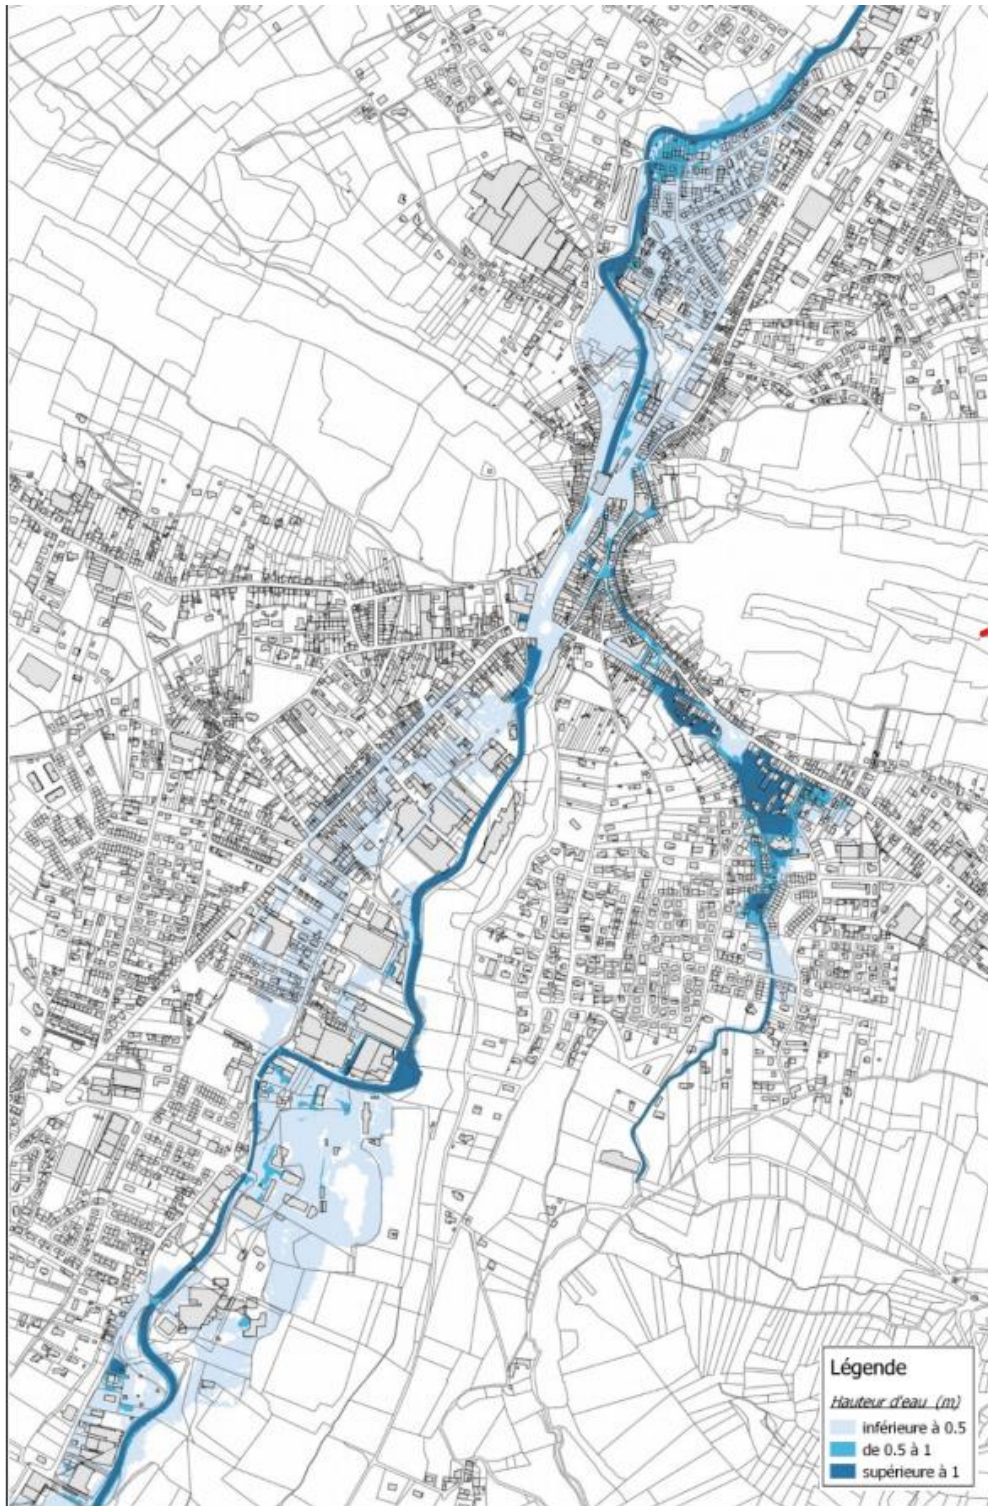 Légende
Hauteur d'eau (m)
inférieure à 0.5
de 0.5 à 1
supérieure à 1